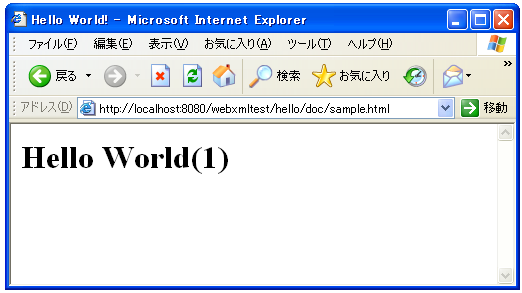 Hello World! - Microsoft Internet Explorer
ファイル(F) 編集(E) 表示(V) お気に入り(A) ツール(T) ヘルプ(H)
戻る 検索 お気に入り »
アドレス(D) http://localhost:8080/webxmltest/hello/doc/sample.html 移動
Hello World(1)